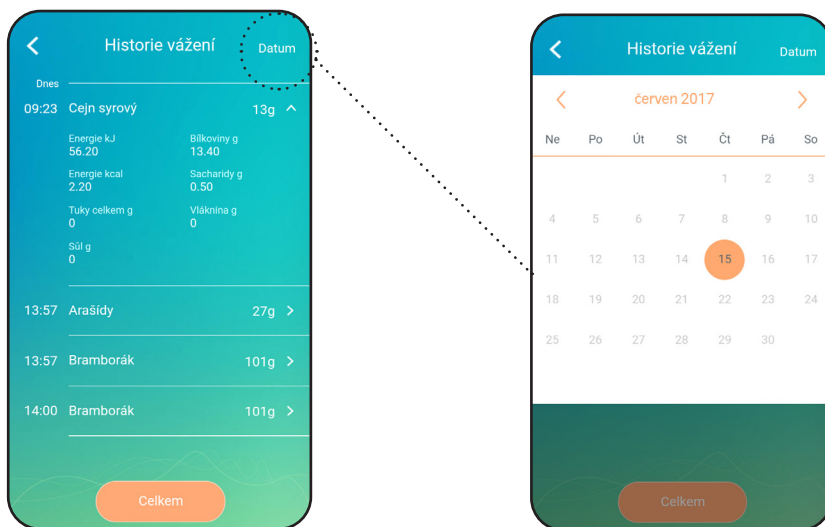 Historie vážení
Datum
Dnes
09:23 Cejn syrový 13g
Energie kJ Bílkoviny g
56.20 13.40
Energie kcal Sacharidy g
2.20 0.50
Tuky celkem g Vláknina g
0 0
Sůl g
0
13:57 Arašídy 27g
13:57 Bramborák 101g
14:00 Bramborák 101g
Celkem
Historie vážení
Datum
červen 2017
Ne Po Út St Čt Pá So
1 2 3
4 5 6 7 8 9 10
11 12 13 14 15 16 17
18 19 20 21 22 23 24
25 26 27 28 29 30
Celkem